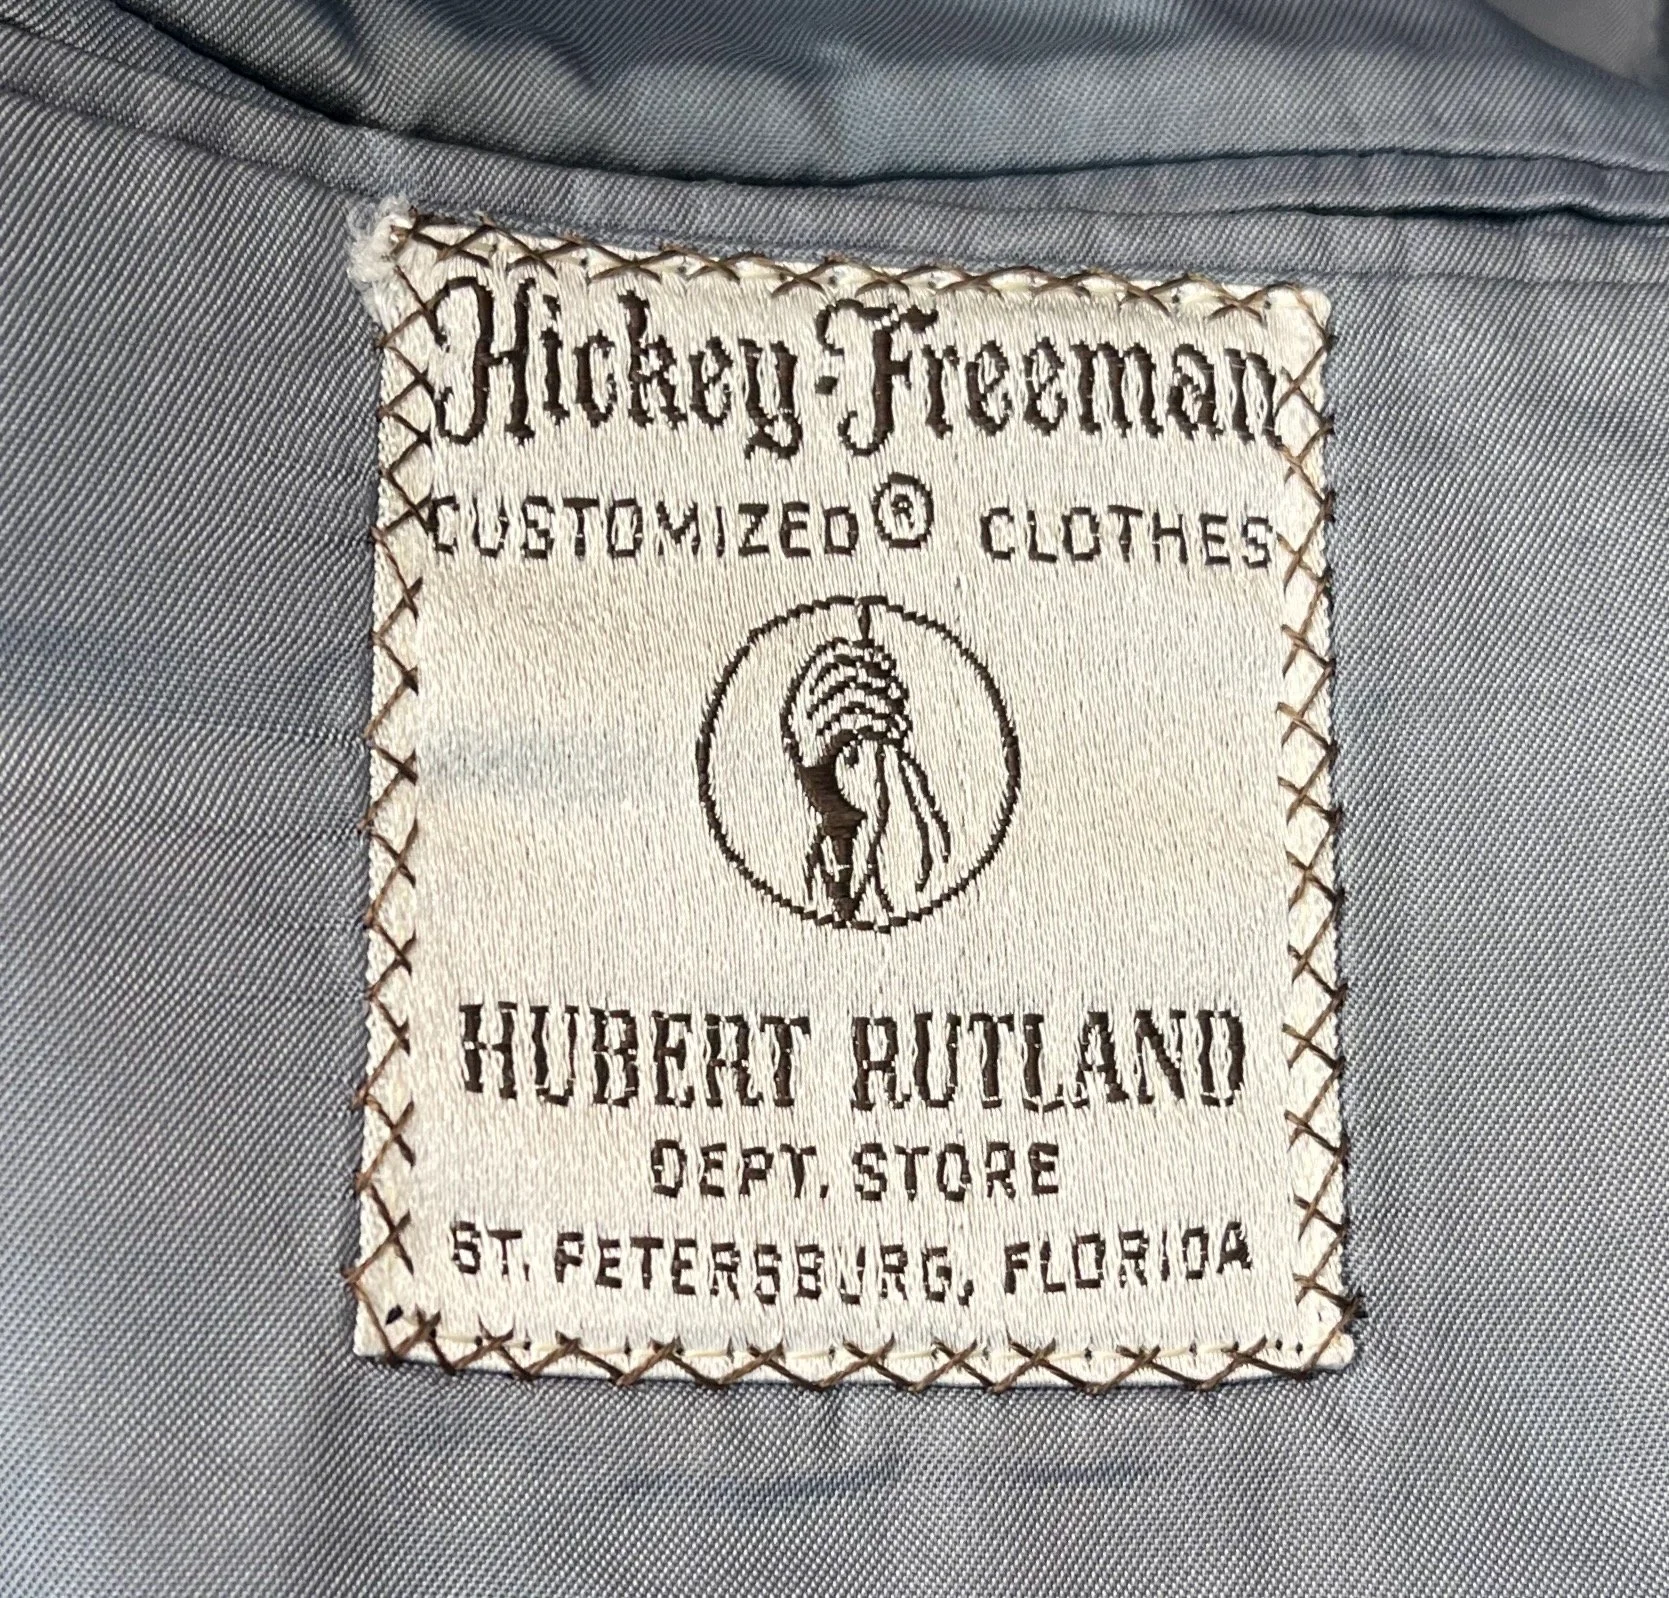 Hickey-Freeman
CUSTOMIZED® CLOTHES
HUBERT RUTLAND
DEPT. STORE
ST. PETERSBURG, FLORIDA